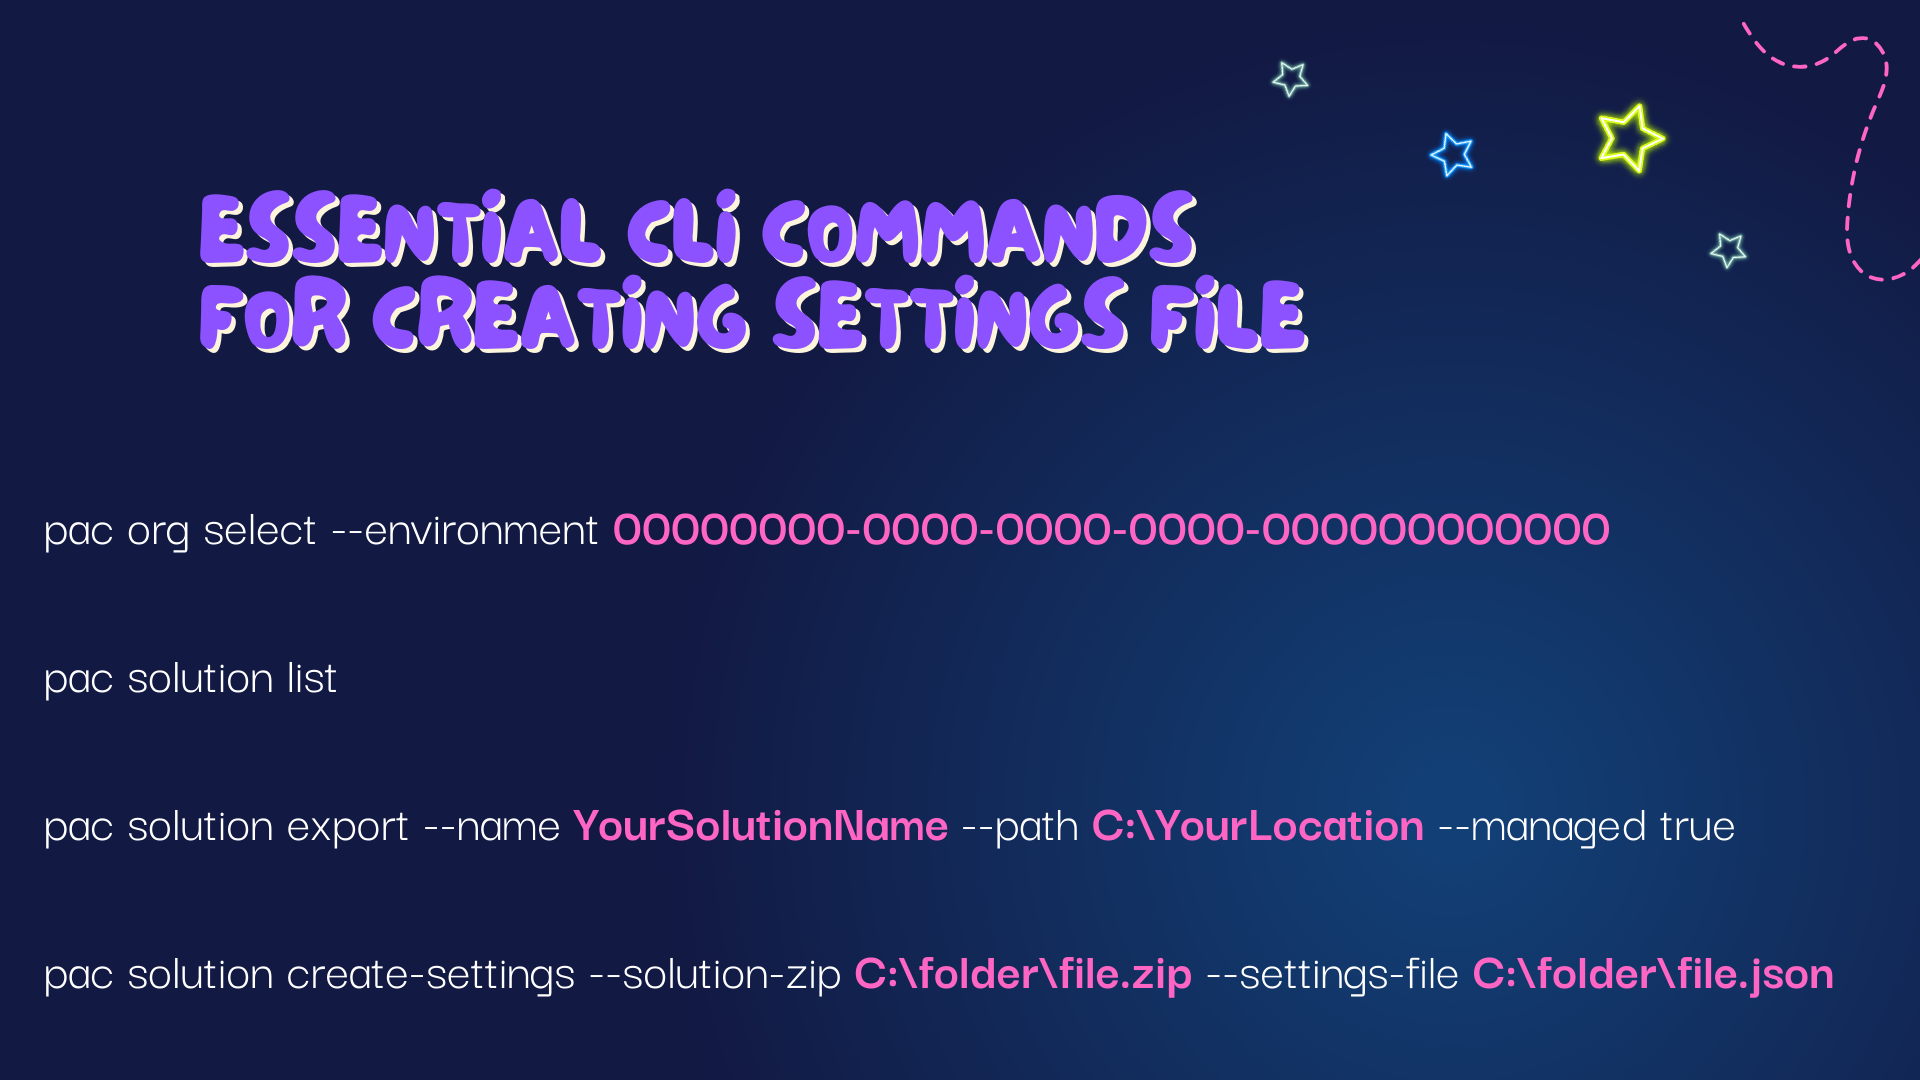 ESSENTiAL CLi COMMANDS
FOR CREATiNG SETTiNGS FiLE
pac org select --environment 00000000-0000-0000-0000-000000000000
pac solution list
pac solution export --name YourSolutionName --path C:\YourLocation --managed true
pac solution create-settings --solution-zip C:\folder\file.zip --settings-file C:\folder\file.json